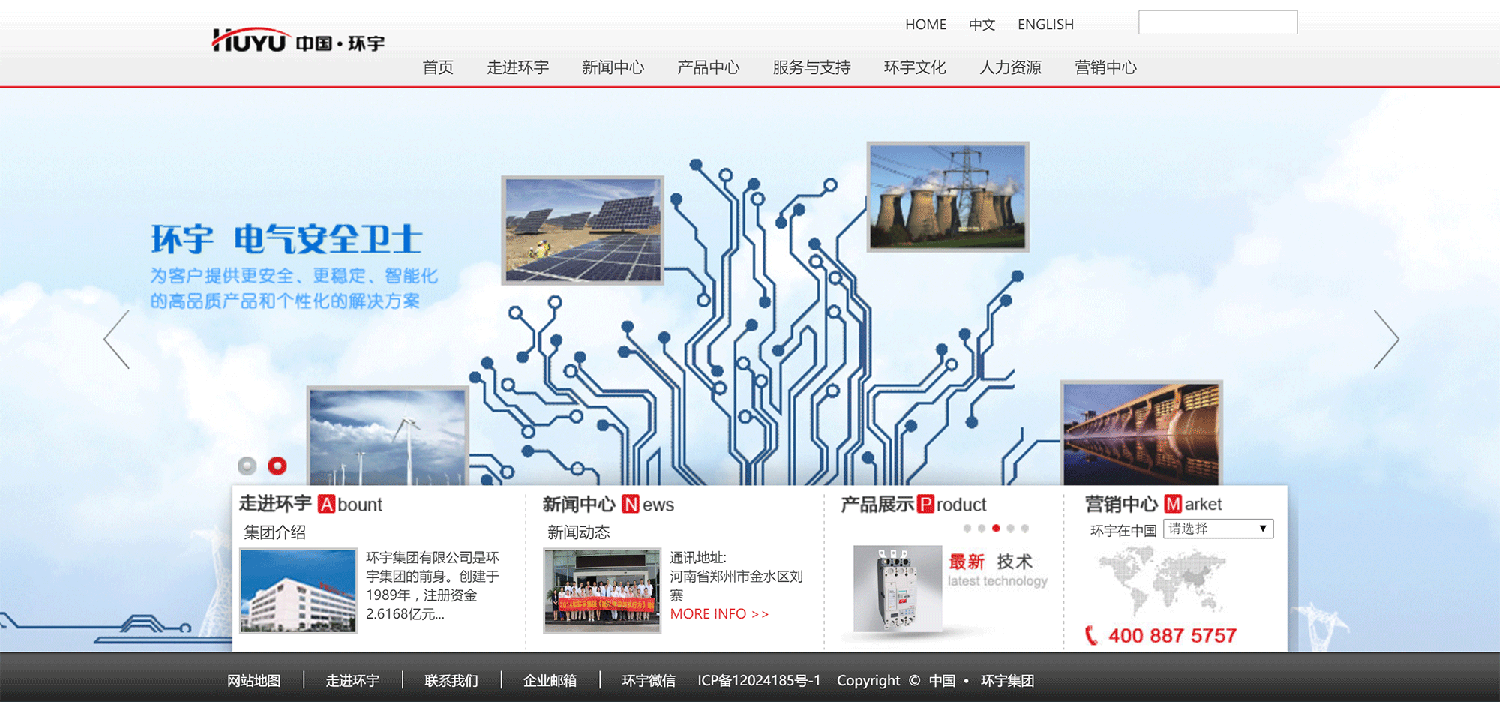 HOME 中文 ENGLISH
HUYU 中国·环宇
首页 走进环宇 新闻中心 产品中心 服务与支持 环宇文化 人力资源 营销中心
环宇 电气安全卫士
为客户提供更安全、更稳定、智能化
的高品质产品和个性化的解决方案
走进环宇 Abount
集团介绍
环宇集团有限公司是环
宇集团的前身。创建于
1989年，注册资金
2.6168亿元...
新闻中心 News
新闻动态
通讯地址:
河南省郑州市金水区刘
寨
MORE INFO >>
产品展示 Product
最新 技术
latest technology
营销中心 Market
环宇在中国 请选择
400 887 5757
网站地图 走进环宇 联系我们 企业邮箱 环宇微信 ICP备12024185号-1 Copyright © 中国 • 环宇集团